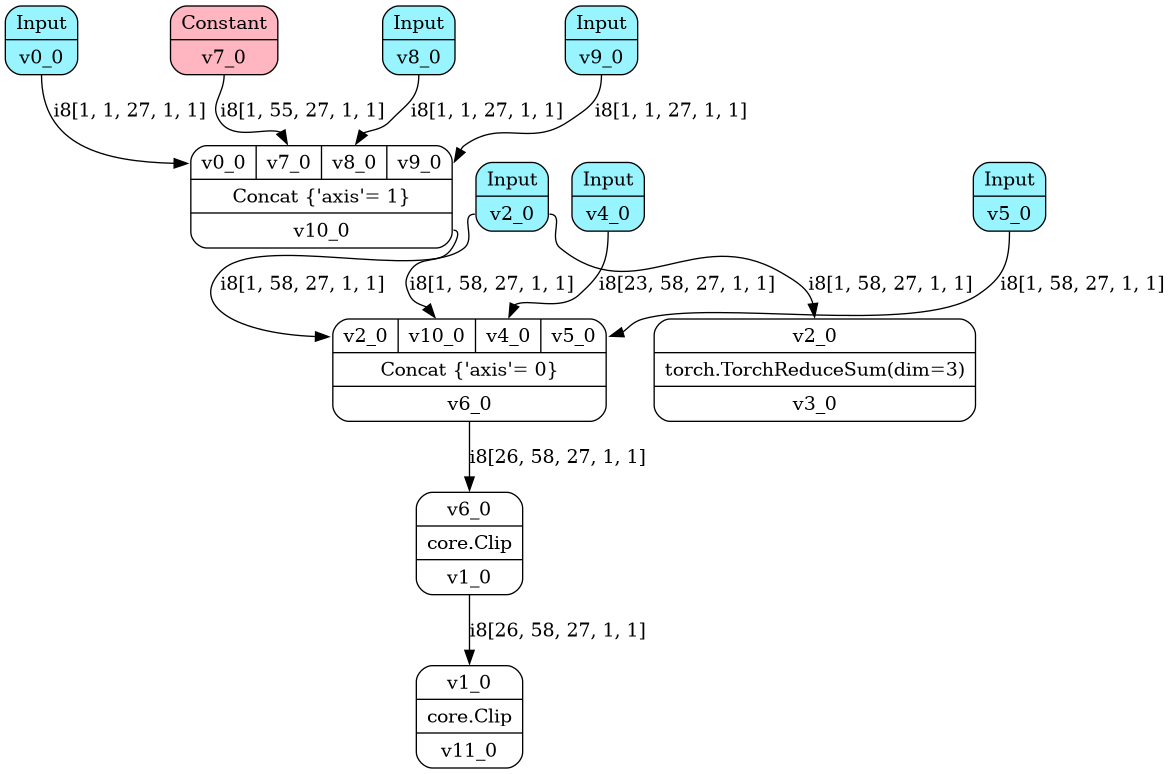 Input
v0_0
Constant
v7_0
Input
v8_0
Input
v9_0
i8[1, 1, 27, 1, 1]
i8[1, 55, 27, 1, 1]
i8[1, 1, 27, 1, 1]
i8[1, 1, 27, 1, 1]
v0_0 v7_0 v8_0 v9_0
Concat {'axis'= 1}
v10_0
Input
v2_0
Input
v4_0
Input
v5_0
i8[1, 58, 27, 1, 1]
i8[1, 58, 27, 1, 1]
i8[23, 58, 27, 1, 1]
i8[1, 58, 27, 1, 1]
i8[1, 58, 27, 1, 1]
v2_0 v10_0 v4_0 v5_0
Concat {'axis'= 0}
v6_0
v2_0
torch.TorchReduceSum(dim=3)
v3_0
i8[26, 58, 27, 1, 1]
v6_0
core.Clip
v1_0
i8[26, 58, 27, 1, 1]
v1_0
core.Clip
v11_0